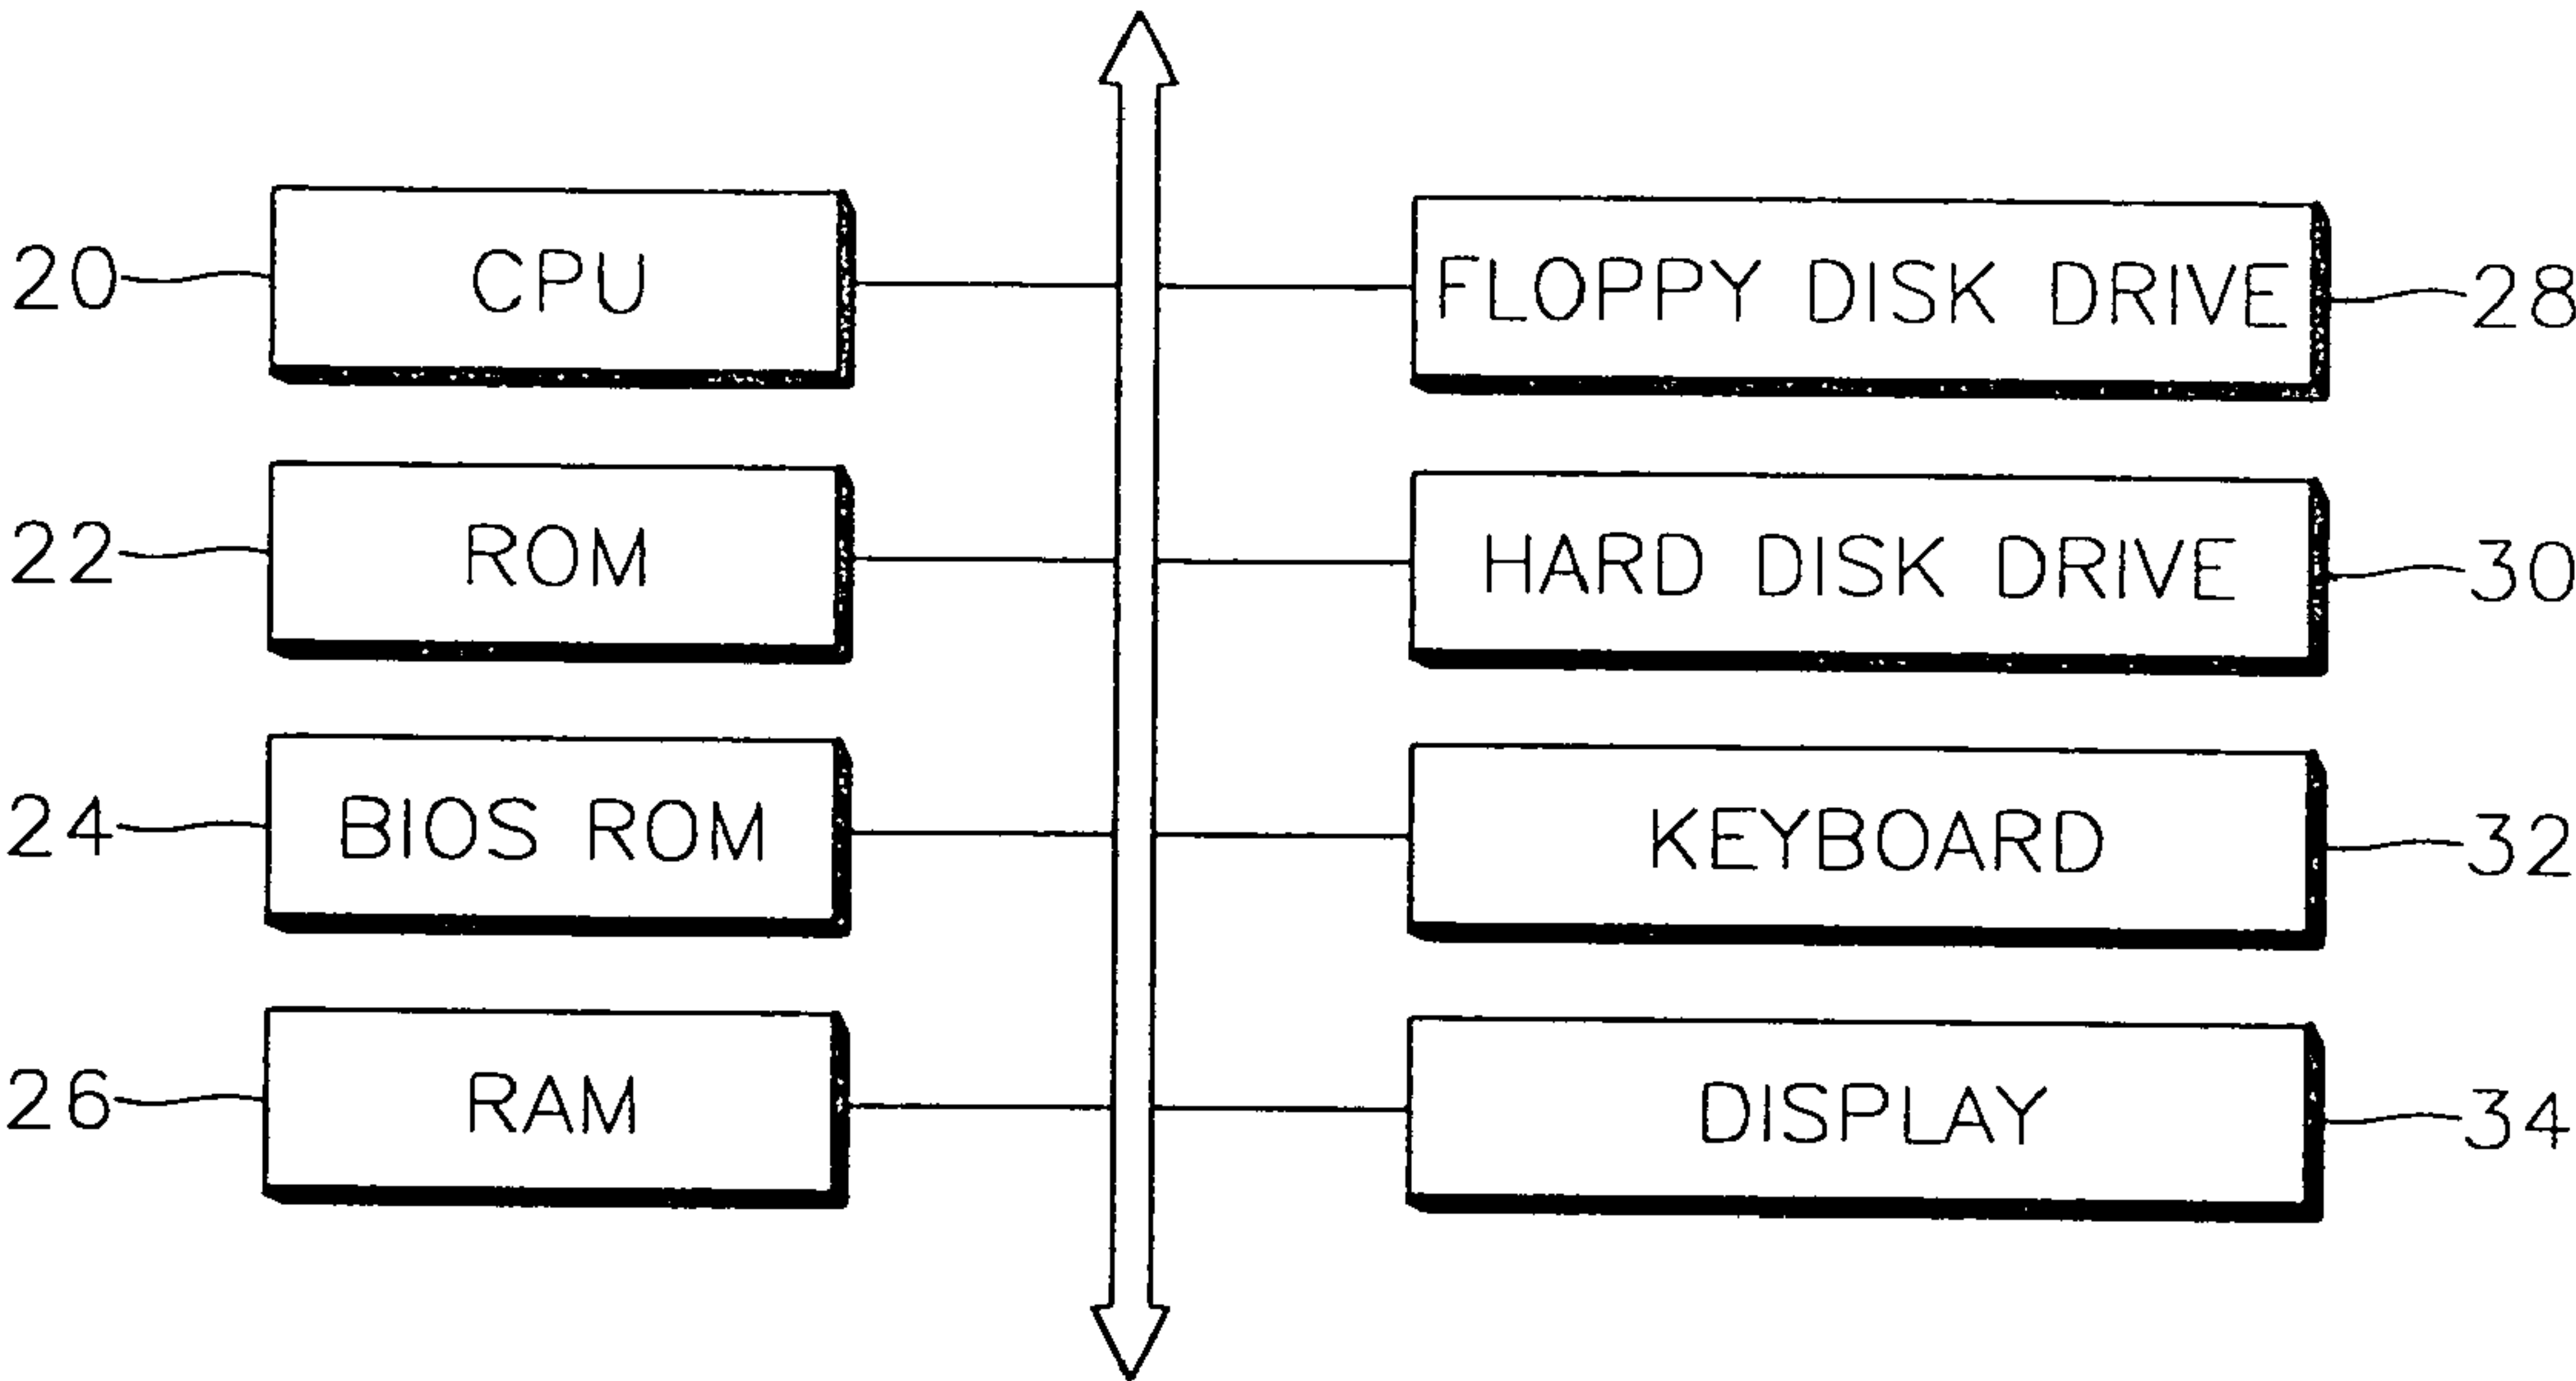 20 CPU
FLOPPY DISK DRIVE 28
22 ROM
HARD DISK DRIVE 30
24 BIOS ROM
KEYBOARD 32
26 RAM
DISPLAY 34